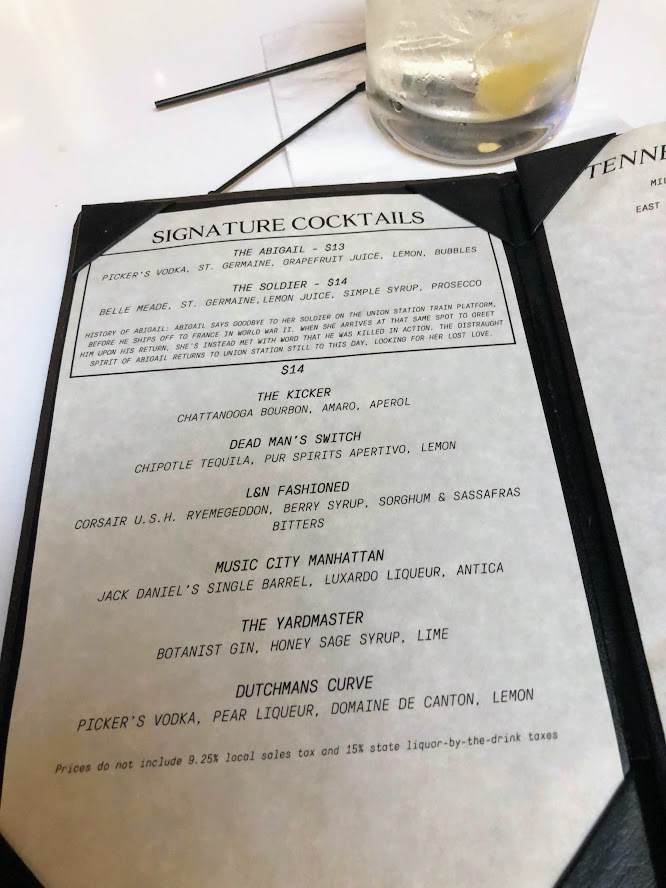 SIGNATURE COCKTAILS
THE ABIGAIL - $13
PICKER'S VODKA, ST. GERMAINE, GRAPEFRUIT JUICE, LEMON, BUBBLES
THE SOLDIER - $14
BELLE MEADE, ST. GERMAINE, LEMON JUICE, SIMPLE SYRUP, PROSECCO
HISTORY OF ABIGAIL: ABIGAIL SAYS GOODBYE TO HER SOLDIER ON THE UNION STATION TRAIN PLATFORM,
BEFORE HE SHIPS OFF TO FRANCE IN WORLD WAR II. WHEN SHE ARRIVES AT THAT SAME SPOT TO GREET
HIM UPON HIS RETURN, SHE'S INSTEAD MET WITH WORD THAT HE WAS KILLED IN ACTION. THE DISTRAUGHT
SPIRIT OF ABIGAIL RETURNS TO UNION STATION STILL TO THIS DAY, LOOKING FOR HER LOST LOVE.
$14
THE KICKER
CHATTANOOGA BOURBON, AMARO, APEROL
DEAD MAN'S SWITCH
CHIPOTLE TEQUILA, PUR SPIRITS APERTIVO, LEMON
L&N FASHIONED
CORSAIR U.S.H. RYEMEGEDDON, BERRY SYRUP, SORGHUM & SASSAFRAS
BITTERS
MUSIC CITY MANHATTAN
JACK DANIEL'S SINGLE BARREL, LUXARDO LIQUEUR, ANTICA
THE YARDMASTER
BOTANIST GIN, HONEY SAGE SYRUP, LIME
DUTCHMANS CURVE
PICKER'S VODKA, PEAR LIQUEUR, DOMAINE DE CANTON, LEMON
Prices do not include 9.25% local sales tax and 15% state liquor-by-the-drink taxes
TENNE
EAST